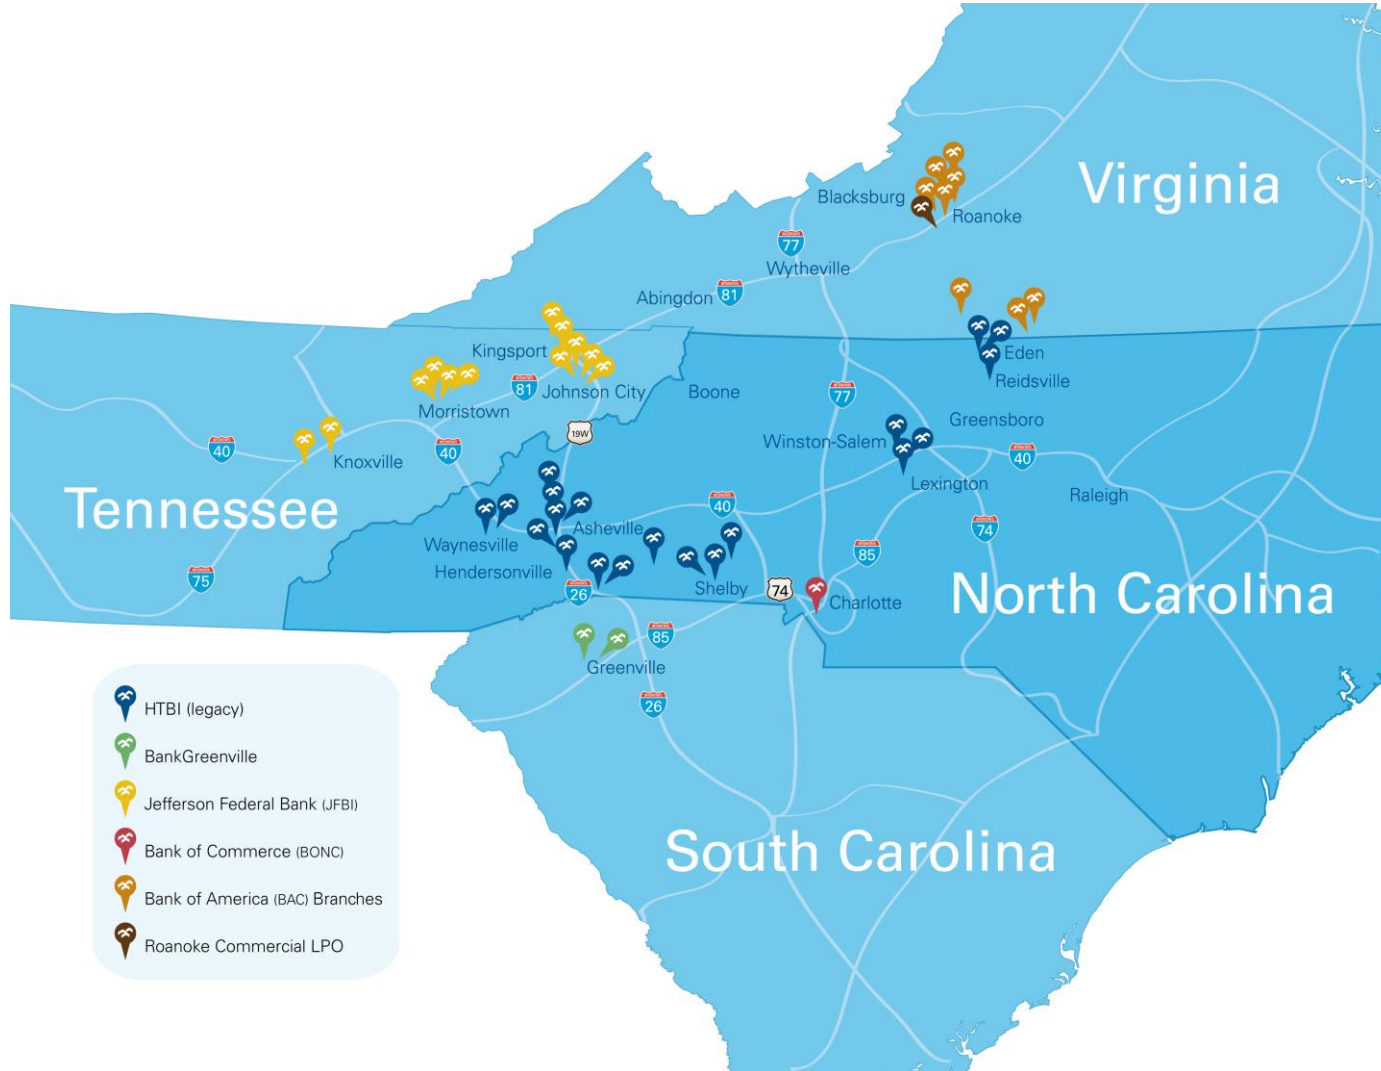 Virginia
Blacksburg
Roanoke
77
Wytheville
Abingdon
81
Kingsport
Eden
Reidsville
81
Johnson City
Boone
77
Morristown
Greensboro
19W
Winston-Salem
40
Knoxville
40
40
Lexington
Raleigh
Tennessee
40
Asheville
74
Waynesville
85
Hendersonville
75
Shelby
74
26
Charlotte
North Carolina
85
Greenville
26
South Carolina
HTBI (legacy)
BankGreenville
Jefferson Federal Bank (JFBI)
Bank of Commerce (BONC)
Bank of America (BAC) Branches
Roanoke Commercial LPO